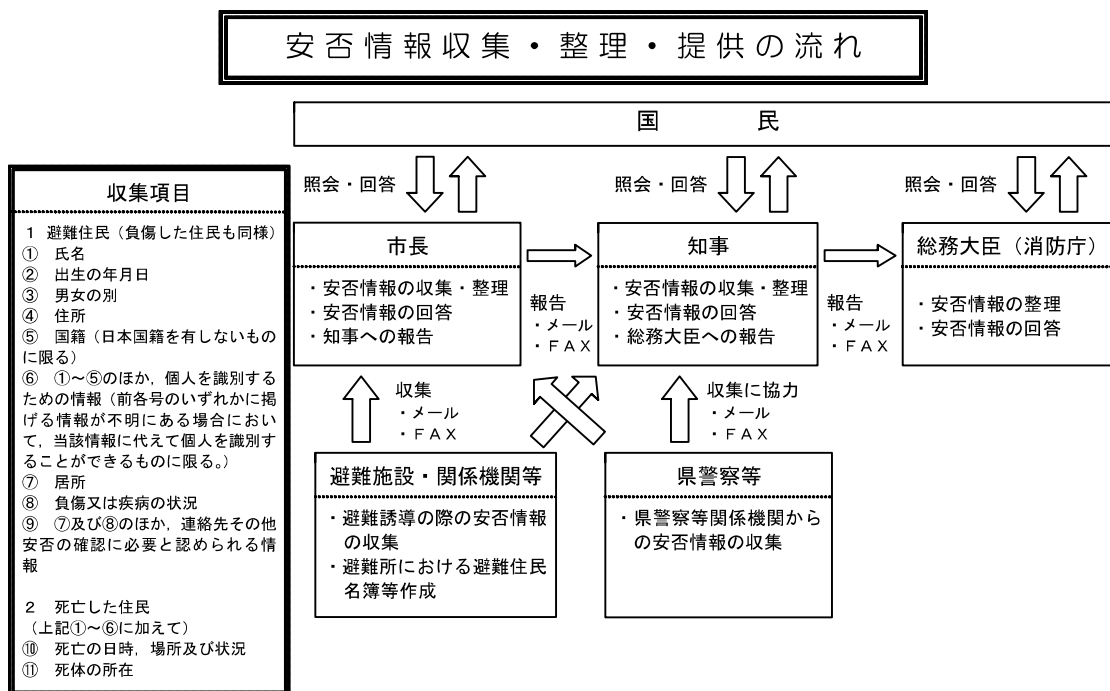 安否情報収集・整理・提供の流れ
国　　　民
照会・回答
照会・回答
照会・回答
収集項目
1　避難住民（負傷した住民も同様）
①　氏名
②　出生の年月日
③　男女の別
④　住所
⑤　国籍（日本国籍を有しないもの
に限る）
⑥　①～⑤のほか，個人を識別する
ための情報（前各号のいずれかに掲
げる情報が不明にある場合におい
て，当該情報に代えて個人を識別す
ることができるものに限る。）
⑦　居所
⑧　負傷又は疾病の状況
⑨　⑦及び⑧のほか，連絡先その他
安否の確認に必要と認められる情
報
2　死亡した住民
（上記①～⑥に加えて）
⑩　死亡の日時，場所及び状況
⑪　死体の所在
市長
・安否情報の収集・整理
・安否情報の回答
・知事への報告
報告
・メール
・ＦＡＸ
知事
・安否情報の収集・整理
・安否情報の回答
・総務大臣への報告
報告
・メール
・ＦＡＸ
総務大臣（消防庁）
・安否情報の整理
・安否情報の回答
収集
・メール
・ＦＡＸ
収集に協力
・メール
・ＦＡＸ
避難施設・関係機関等
・避難誘導の際の安否情報
の収集
・避難所における避難住民
名簿等作成
県警察等
・県警察等関係機関から
の安否情報の収集